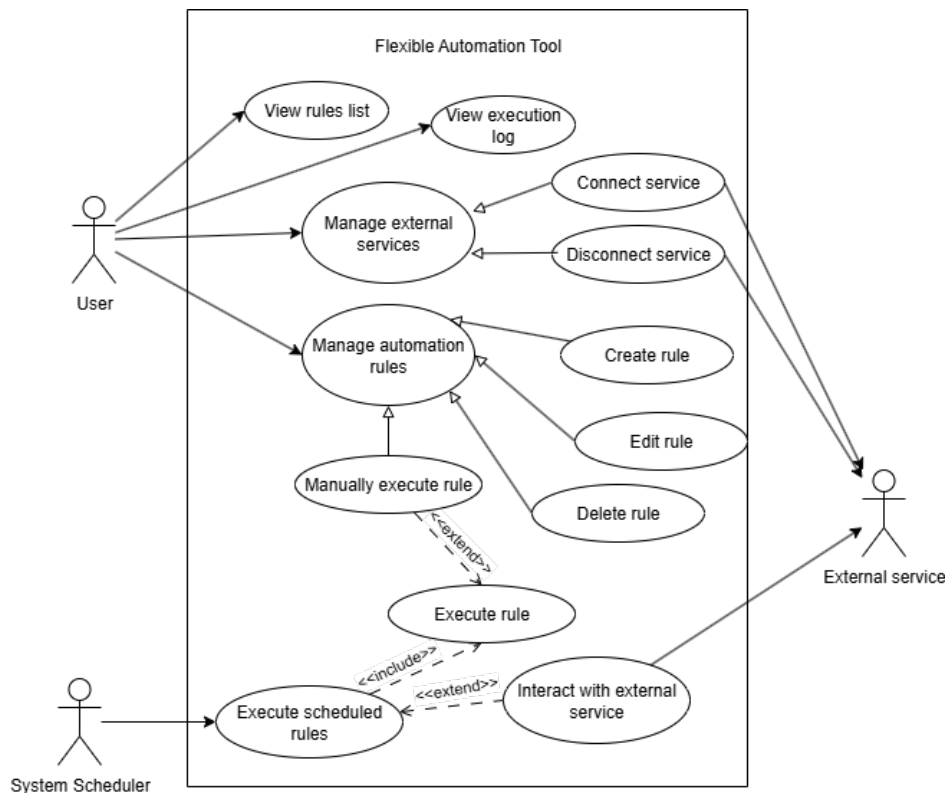 Flexible Automation Tool
View rules list
View execution
log
Connect service
Manage external
services
Disconnect service
User
Manage automation
rules
Create rule
Edit rule
Manually execute rule
Delete rule
<<extend>>
External service
Execute rule
<<include>>
<<extend>>
Execute scheduled
rules
Interact with external
service
System Scheduler